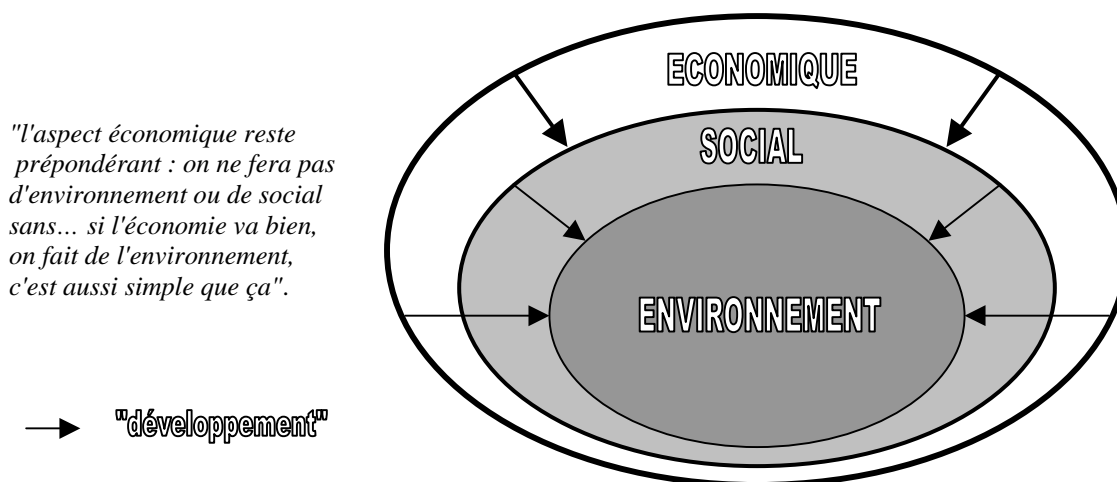 ECONOMIQUE
SOCIAL
ENVIRONNEMENT
"l'aspect économique reste
prépondérant : on ne fera pas
d'environnement ou de social
sans… si l'économie va bien,
on fait de l'environnement,
c'est aussi simple que ça".
"développement"